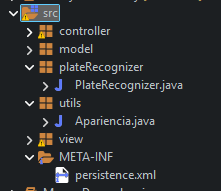 src
controller
model
plateRecognizer
PlateRecognizer.java
utils
Apariencia.java
view
META-INF
persistence.xml